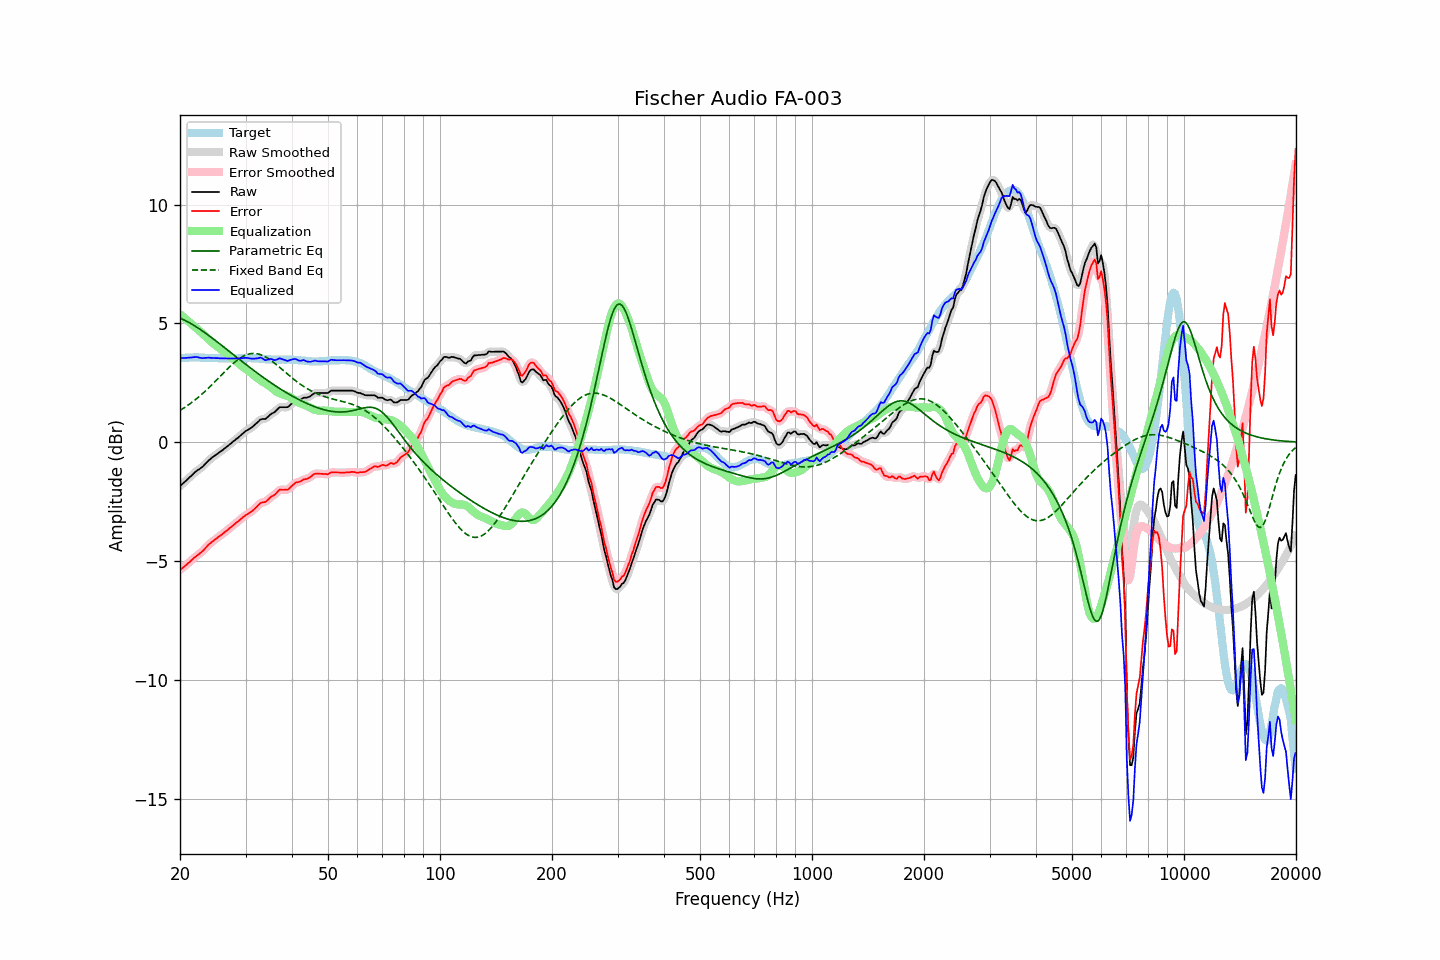 Fischer Audio FA-003
Target
Raw Smoothed
Error Smoothed
Raw
Error
Equalization
Parametric Eq
Fixed Band Eq
Equalized
Amplitude (dBr)
10
5
0
−5
−10
−15
20
50
100
200
500
1000
2000
5000
10000
20000
Frequency (Hz)